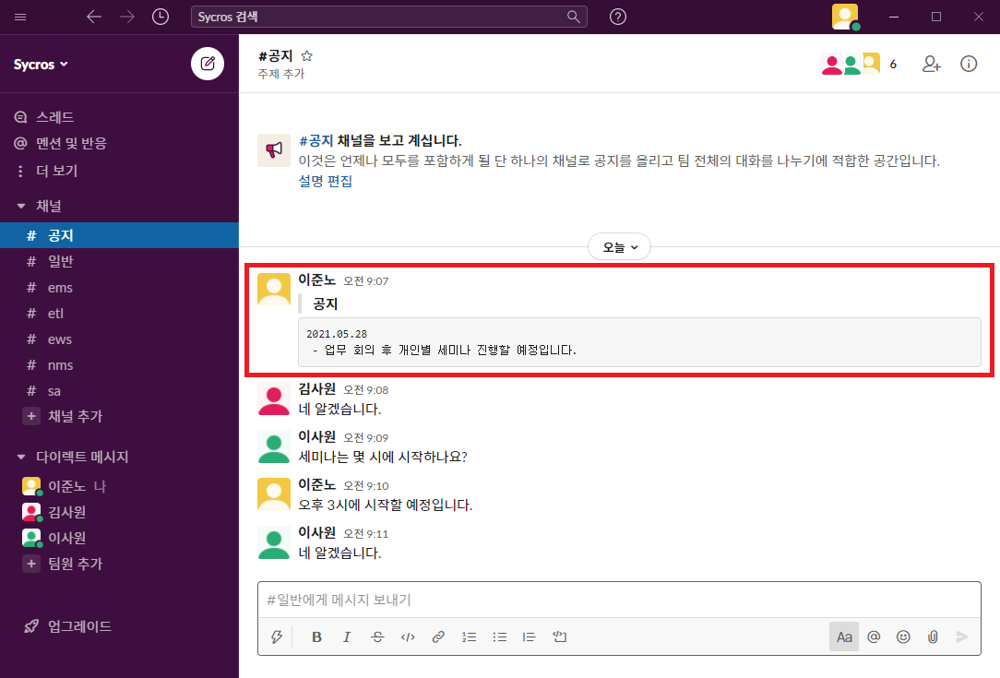 Sycros 검색
Sycros
#공지
주제 추가
6
스레드
멘션 및 반응
더 보기
채널
# 공지
# 일반
# ems
# etl
# ews
# nms
# sa
+ 채널 추가
다이렉트 메시지
이준노 나
김사원
이사원
+ 팀원 추가
업그레이드
#공지 채널을 보고 계십니다.
이것은 언제나 모두를 포함하게 될 단 하나의 채널로 공지를 올리고 팀 전체의 대화를 나누기에 적합한 공간입니다.
설명 편집
오늘
이준노 오전 9:07
공지
2021.05.28
- 업무 회의 후 개인별 세미나 진행할 예정입니다.
김사원 오전 9:08
네 알겠습니다.
이사원 오전 9:09
세미나는 몇 시에 시작하나요?
이준노 오전 9:10
오후 3시에 시작할 예정입니다.
이사원 오전 9:11
네 알겠습니다.
#일반에게 메시지 보내기
B I S </> Aa @